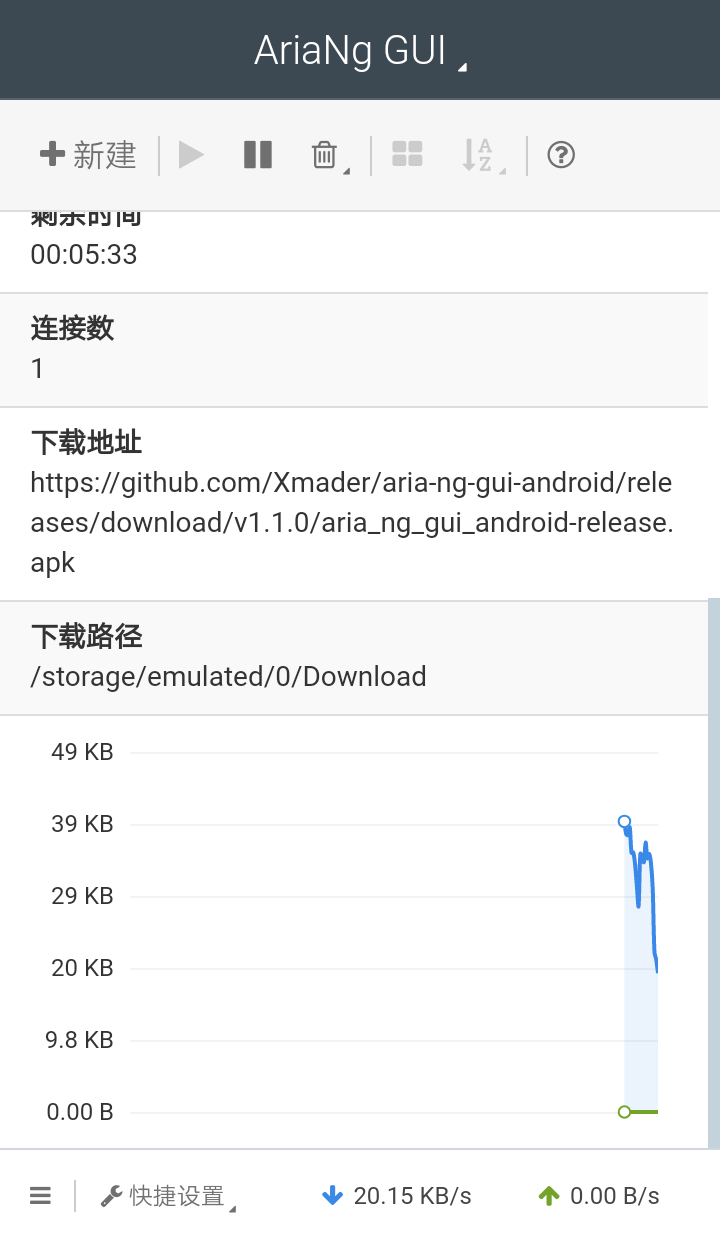 AriaNg GUI
新建
剩余时间
00:05:33
连接数
1
下载地址
https://github.com/Xmader/aria-ng-gui-android/rele
ases/download/v1.1.0/aria_ng_gui_android-release.
apk
下载路径
/storage/emulated/0/Download
49 KB
39 KB
29 KB
20 KB
9.8 KB
0.00 B
快捷设置 20.15 KB/s 0.00 B/s